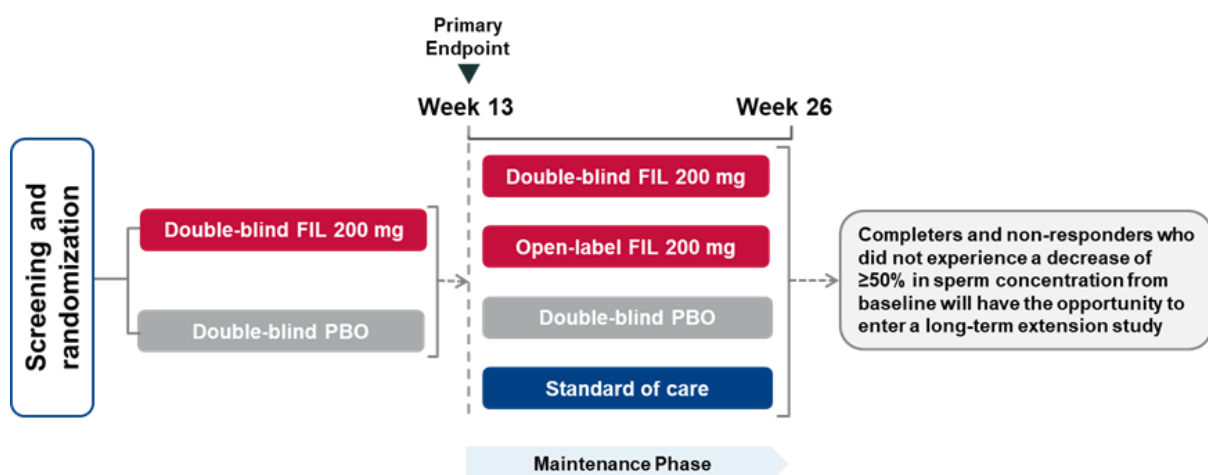 Primary
Endpoint
Week 13
Week 26
Screening and
randomization
Double-blind FIL 200 mg
Double-blind PBO
Double-blind FIL 200 mg
Open-label FIL 200 mg
Double-blind PBO
Standard of care
Completers and non-responders who
did not experience a decrease of
≥50% in sperm concentration from
baseline will have the opportunity to
enter a long-term extension study
Maintenance Phase